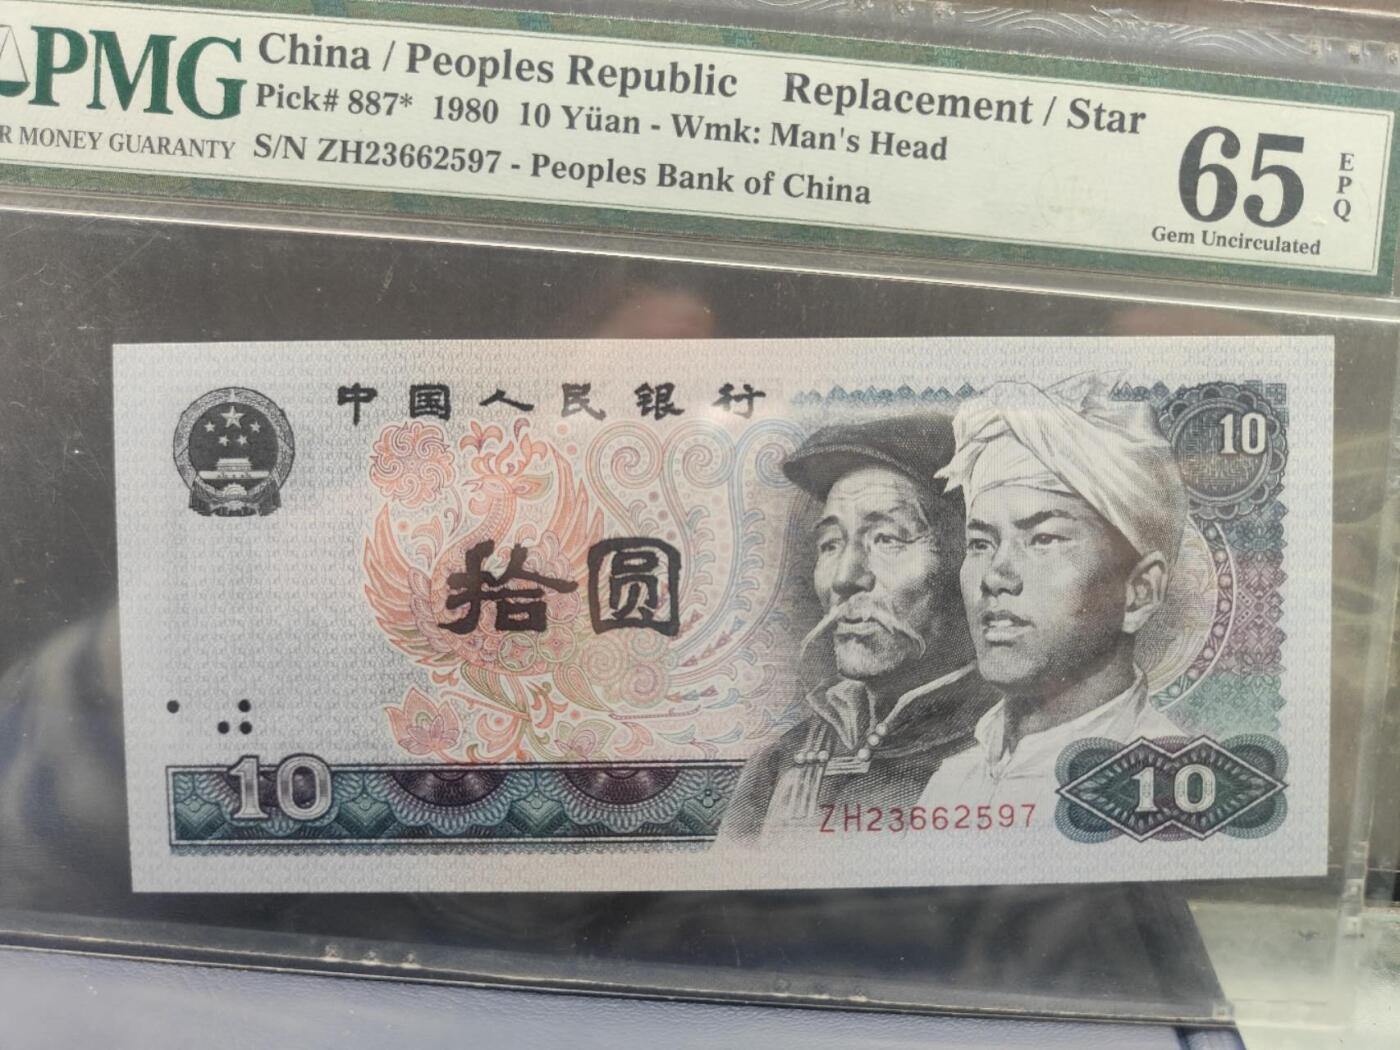 PMG
China / Peoples Republic Replacement / Star
Pick# 887* 1980 10 Yüan - Wmk: Man's Head
R MONEY GUARANTY
S/N ZH23662597 - Peoples Bank of China
65
EPQ
Gem Uncirculated
中国人民银行
10
拾圆
10
ZH23662597
10